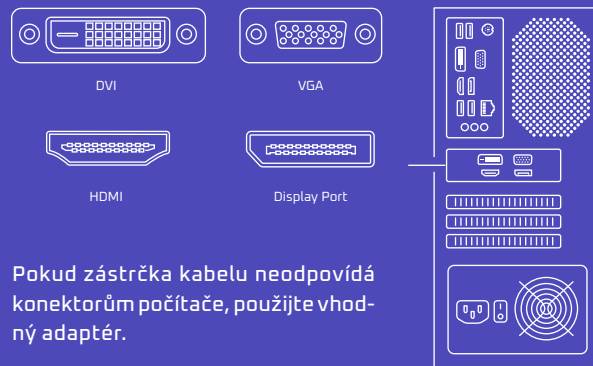 DVI
VGA
HDMI
Display Port
Pokud zástrčka kabelu neodpovídá
konektorům počítače, použijte vhod-
ný adaptér.